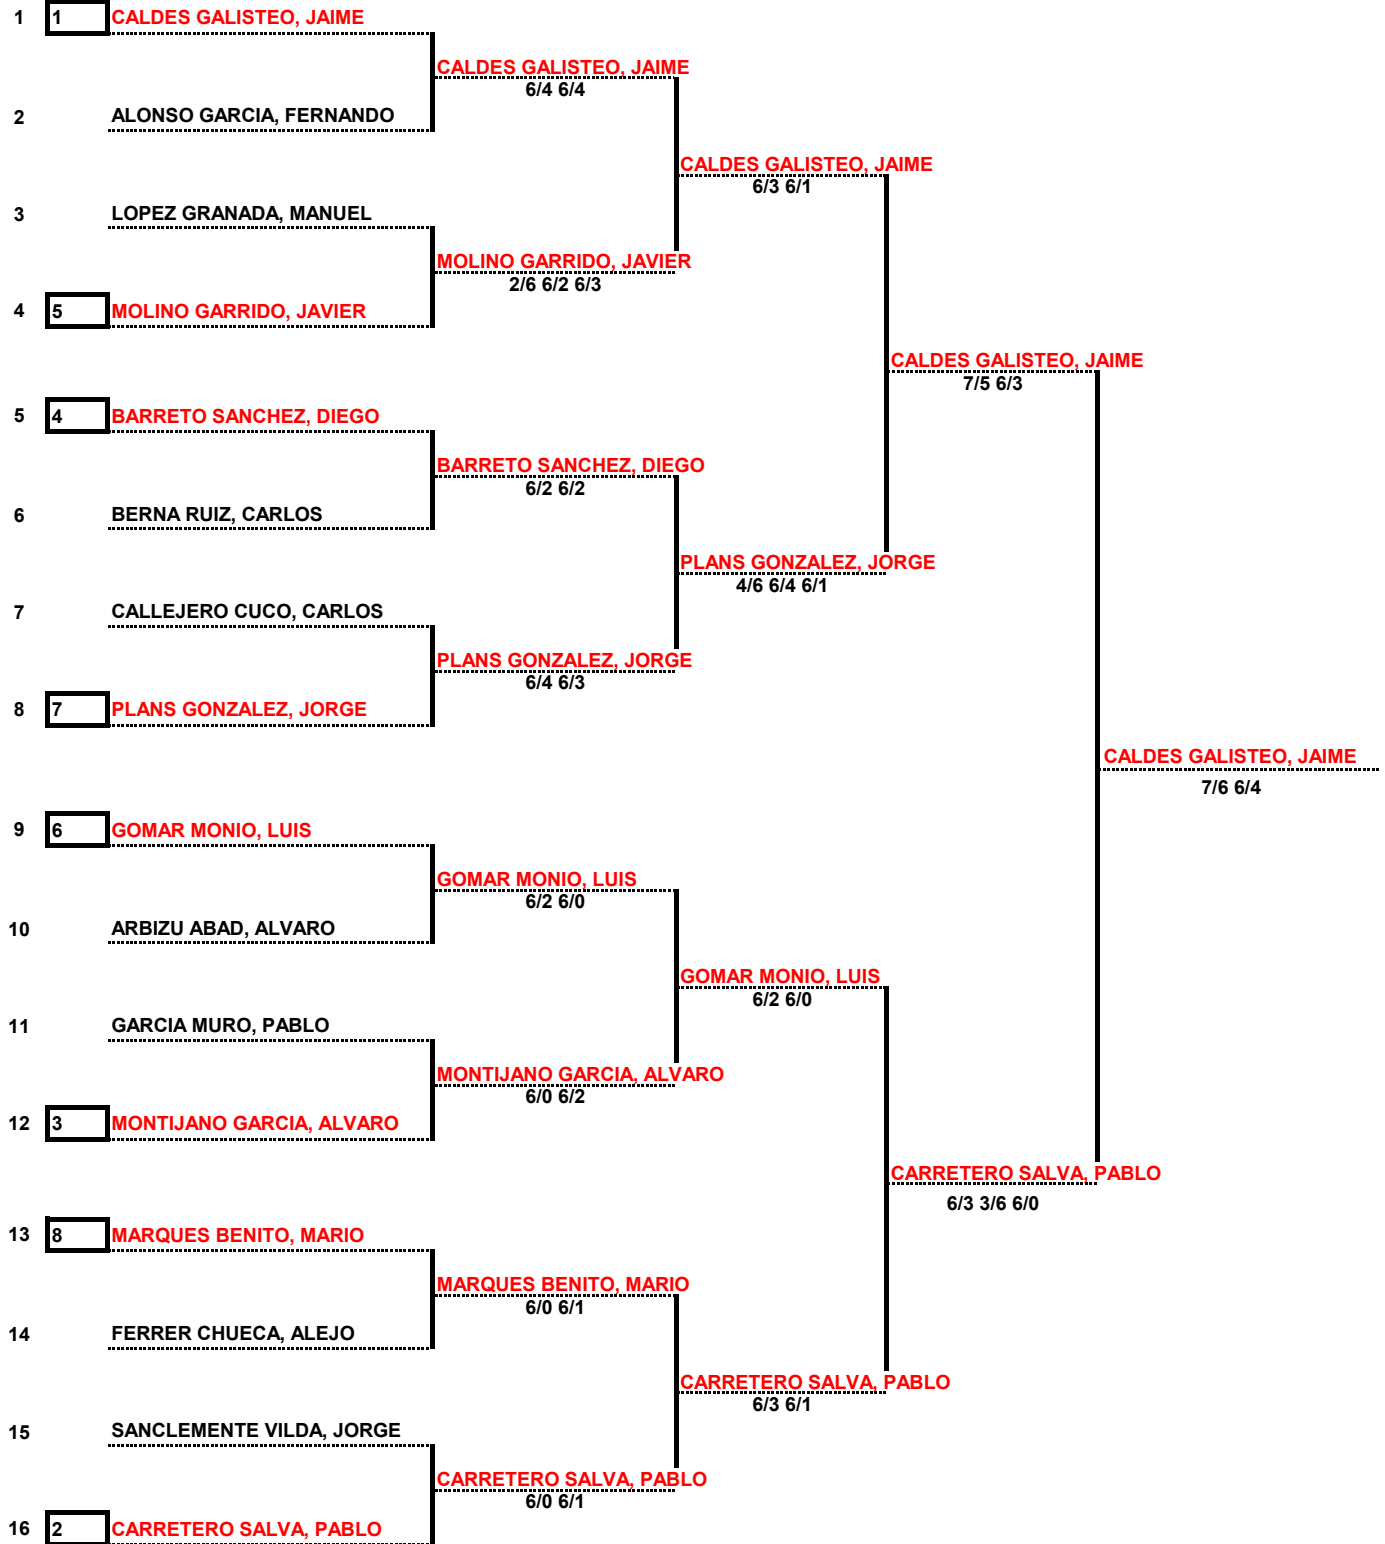 1 1 CALDES GALISTEO, JAIME
CALDES GALISTEO, JAIME
6/4 6/4
2 ALONSO GARCIA, FERNANDO
CALDES GALISTEO, JAIME
6/3 6/1
3 LOPEZ GRANADA, MANUEL
MOLINO GARRIDO, JAVIER
2/6 6/2 6/3
4 5 MOLINO GARRIDO, JAVIER
CALDES GALISTEO, JAIME
7/5 6/3
5 4 BARRETO SANCHEZ, DIEGO
BARRETO SANCHEZ, DIEGO
6/2 6/2
6 BERNA RUIZ, CARLOS
PLANS GONZALEZ, JORGE
4/6 6/4 6/1
7 CALLEJERO CUCO, CARLOS
PLANS GONZALEZ, JORGE
6/4 6/3
8 7 PLANS GONZALEZ, JORGE
CALDES GALISTEO, JAIME
7/6 6/4
9 6 GOMAR MONIO, LUIS
GOMAR MONIO, LUIS
6/2 6/0
10 ARBIZU ABAD, ALVARO
GOMAR MONIO, LUIS
6/2 6/0
11 GARCIA MURO, PABLO
MONTIJANO GARCIA, ALVARO
6/0 6/2
12 3 MONTIJANO GARCIA, ALVARO
CARRETERO SALVA, PABLO
6/3 3/6 6/0
13 8 MARQUES BENITO, MARIO
MARQUES BENITO, MARIO
6/0 6/1
14 FERRER CHUECA, ALEJO
CARRETERO SALVA, PABLO
6/3 6/1
15 SANCLEMENTE VILDA, JORGE
CARRETERO SALVA, PABLO
6/0 6/1
16 2 CARRETERO SALVA, PABLO